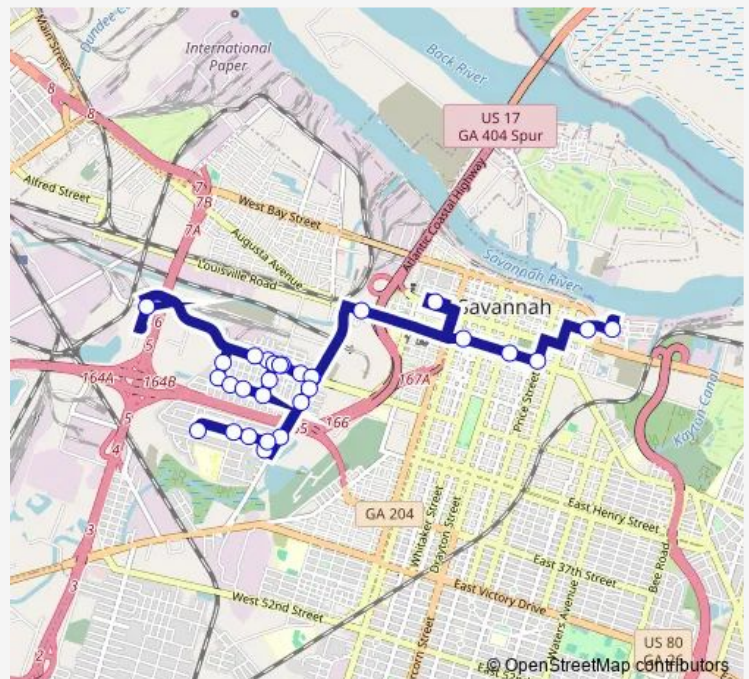 Main Street
Dundee C
International
Paper
Back River
US 17
GA 404 Spur
8
8
Alfred Street
7
7B
West Bay Street
7A
Augusta Avenue
Atlantic Coastal Highway
Louisville Road
Savannah River
Savannah
6
5
164A
164B
167A
Price Street
Kayton Canal
5
4
166
GA 204
Whitaker Street
Drayton Street
East Henry Street
3
East 37th Street
Bee Road
3
East Victory Drive
West 52nd Street
Waters Avenue
US 80
GA 26
2
© OpenStreetMap contributors